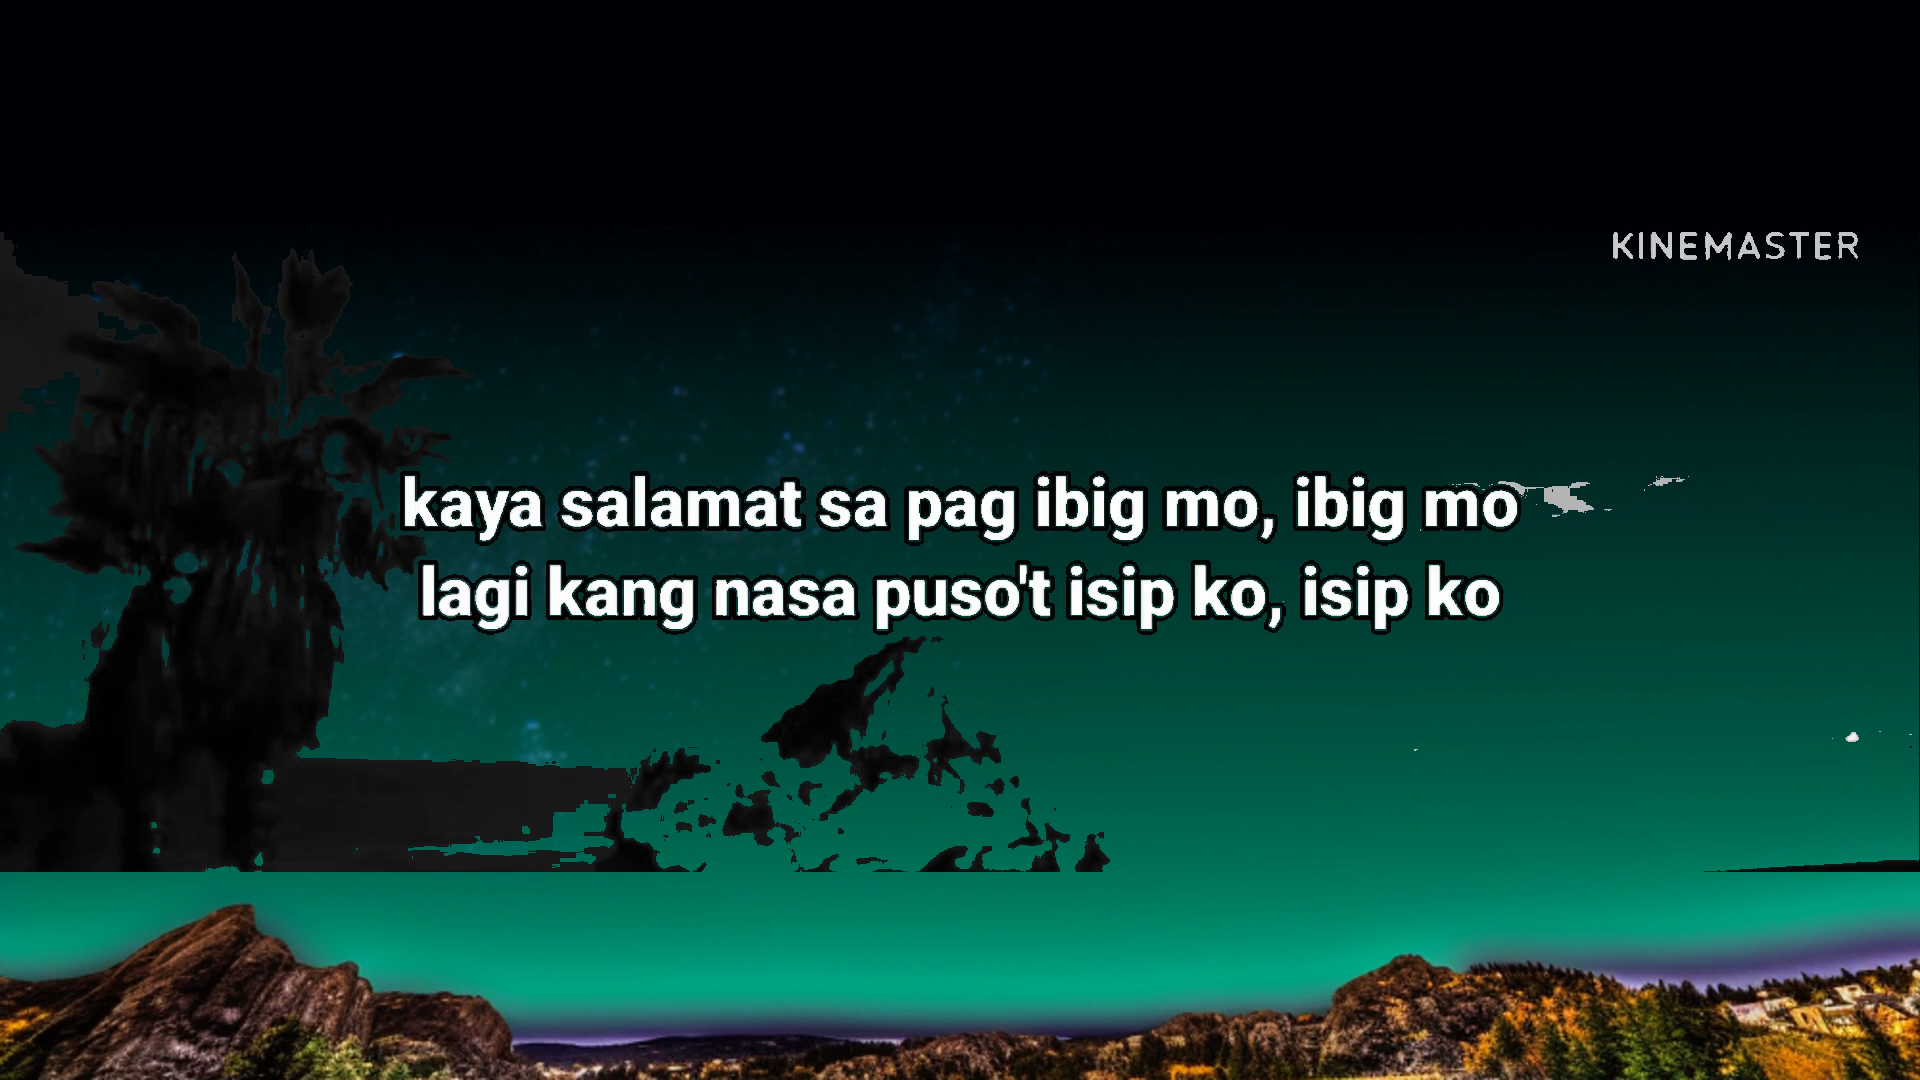 KINEMASTER
kaya salamat sa pag ibig mo, ibig mo
lagi kang nasa puso't isip ko, isip ko